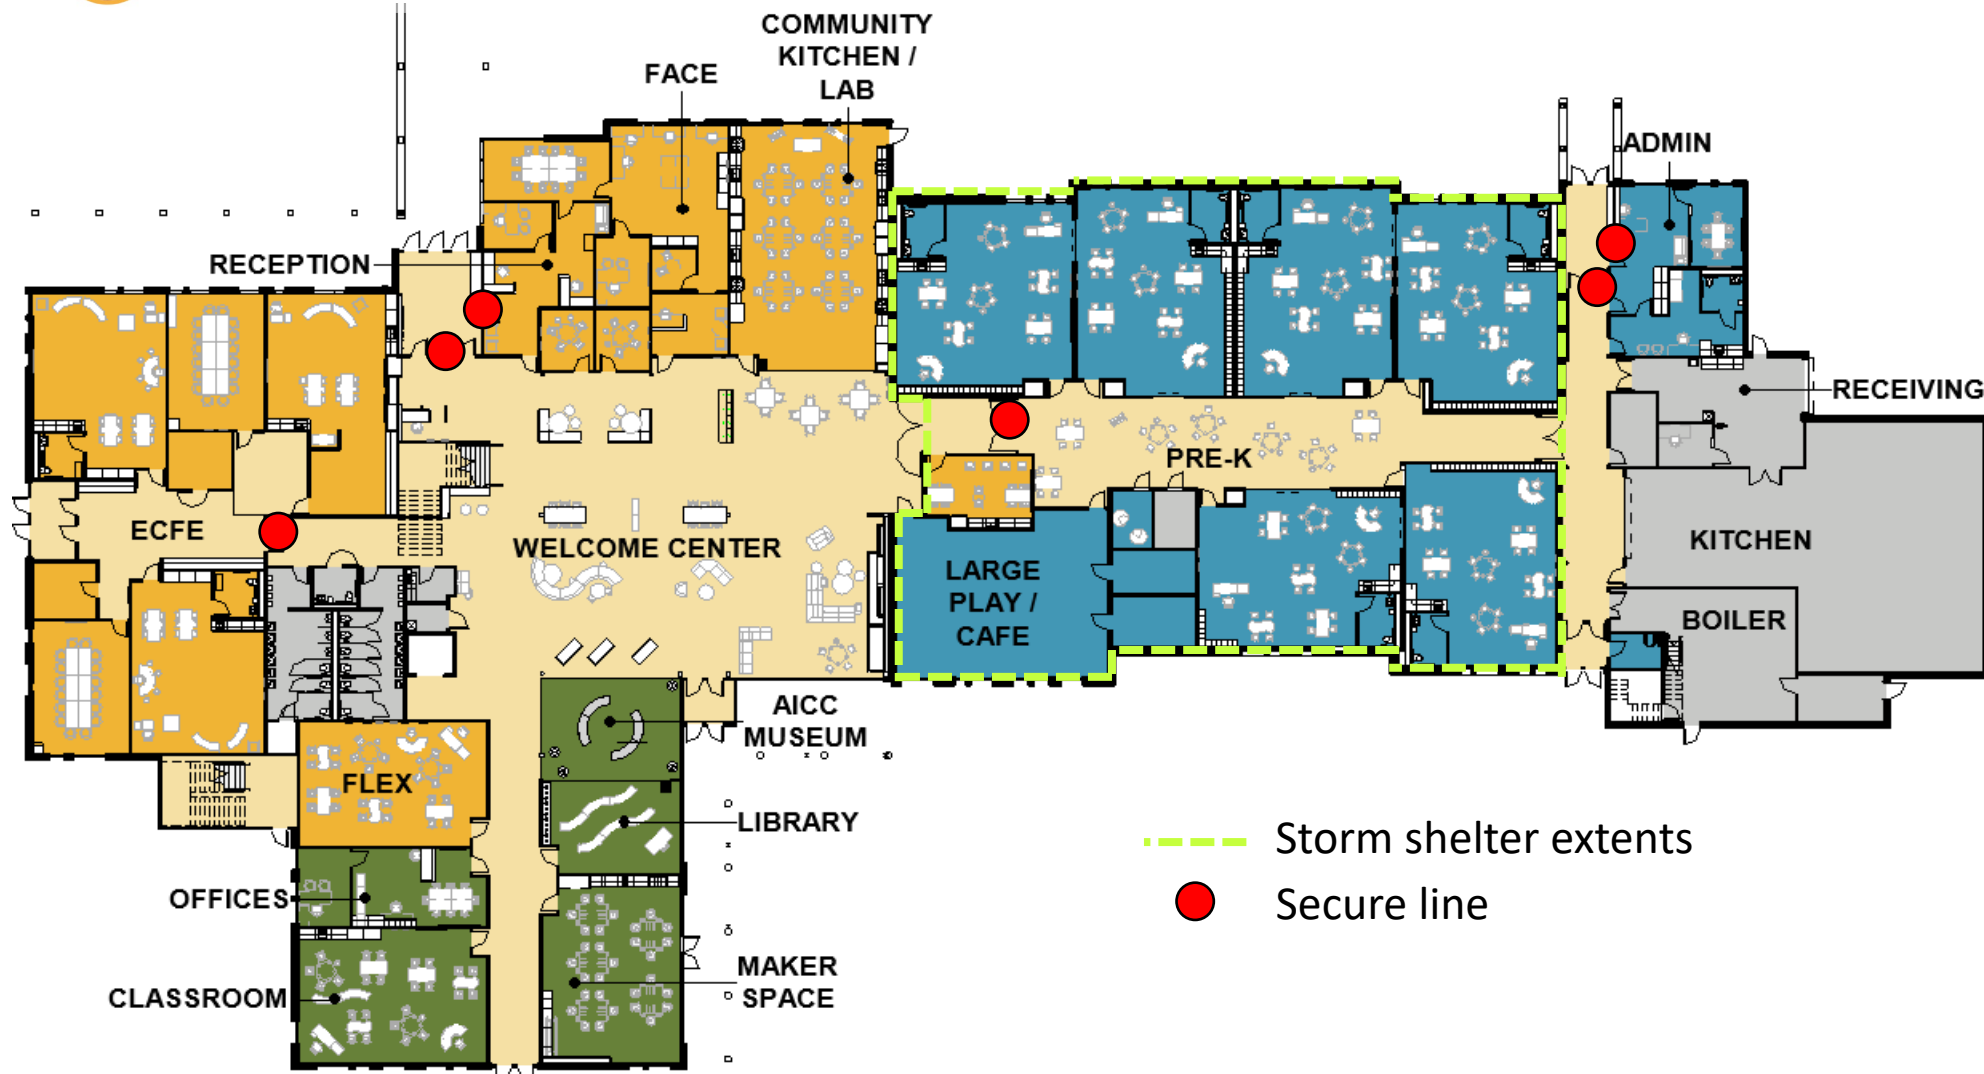 COMMUNITY
KITCHEN /
LAB
FACE
ADMIN
RECEPTION
RECEIVING
PRE-K
ECFE
WELCOME CENTER
KITCHEN
LARGE
PLAY /
CAFE
BOILER
AICC
MUSEUM
FLEX
LIBRARY
Storm shelter extents
OFFICES
Secure line
MAKER
SPACE
CLASSROOM